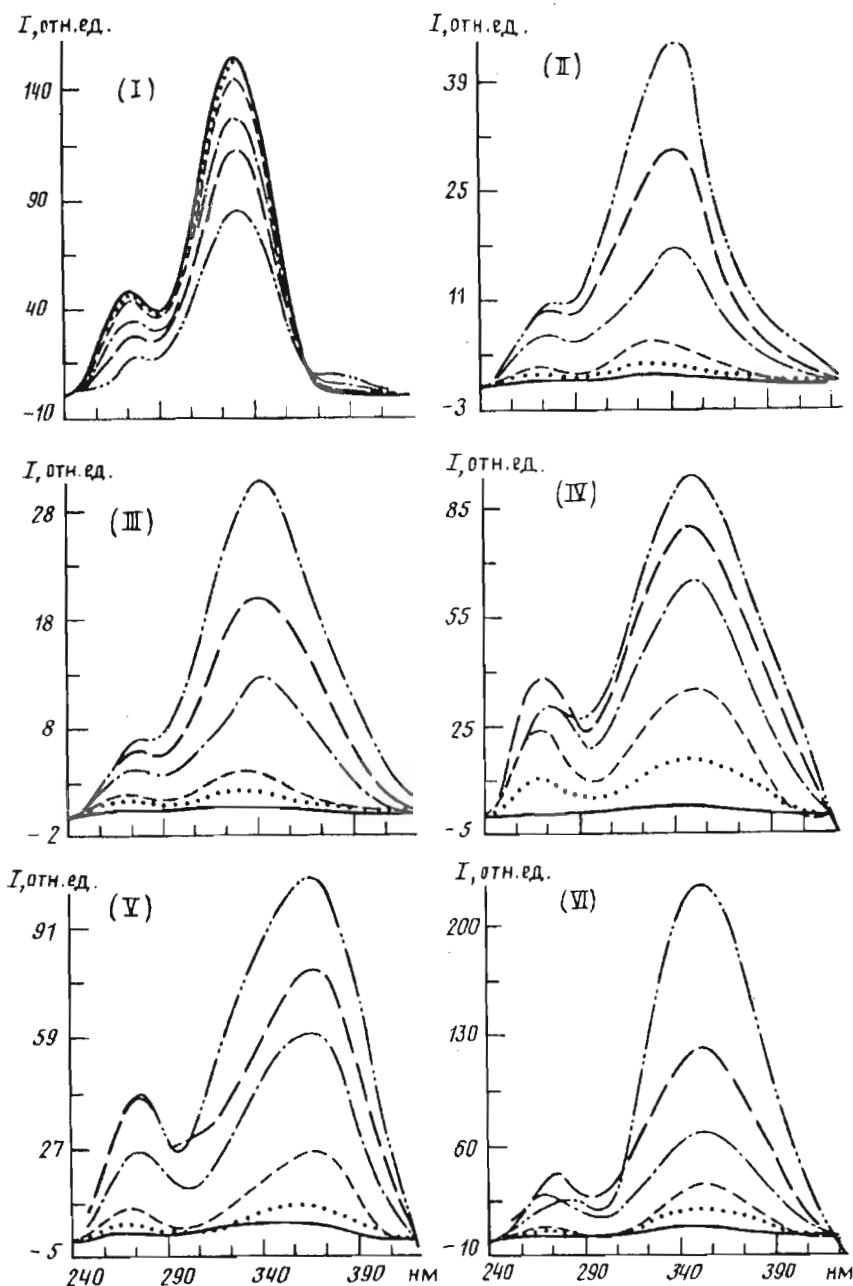 I, отн.ед.
(I)
140
90
40
-10
I, отн.ед.
(II)
39
25
11
-3
I, отн.ед.
(III)
28
18
8
-2
I, отн.ед.
(IV)
85
55
25
-5
I, отн.ед.
(V)
91
59
27
-5
240 290 340 390 нм
I, отн.ед.
(VI)
200
130
60
-10
240 290 340 390 нм